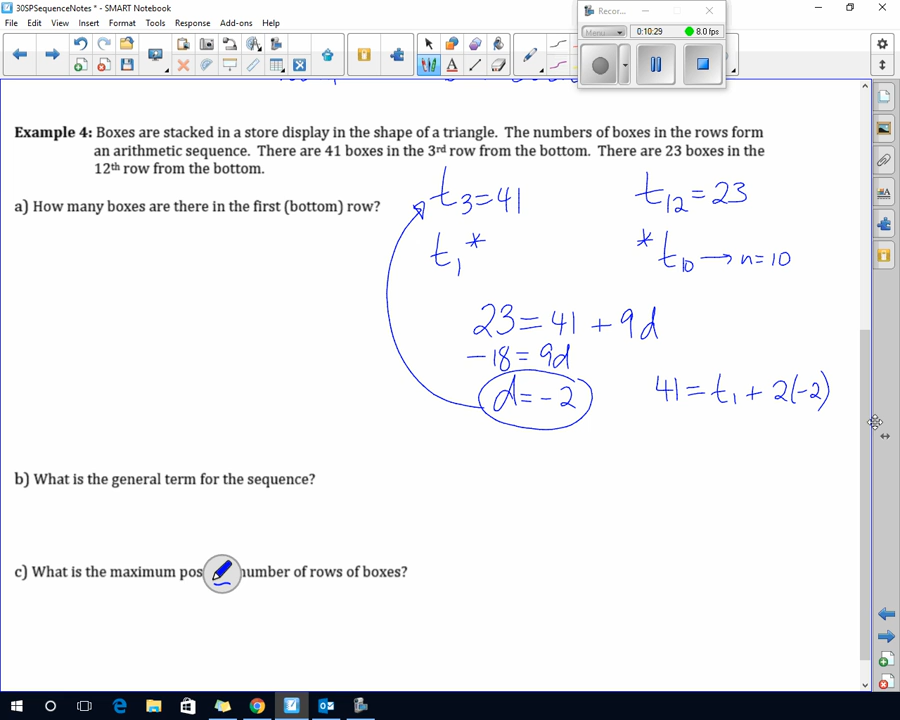 30SPSequenceNotes * - SMART Notebook
Recor...
File Edit View Insert Format Tools Response Add-ons Help
Menu 0:10:29 8.0 fps
Example 4: Boxes are stacked in a store display in the shape of a triangle. The numbers of boxes in the rows form
an arithmetic sequence. There are 41 boxes in the 3rd row from the bottom. There are 23 boxes in the
12th row from the bottom.
a) How many boxes are there in the first (bottom) row?
t₃ = 41 t₁₂ = 23
t₁ * * t₁₀ → n = 10
23 = 41 + 9d
-18 = 9d
d = -2 41 = t₁ + 2(-2)
b) What is the general term for the sequence?
c) What is the maximum pos umber of rows of boxes?